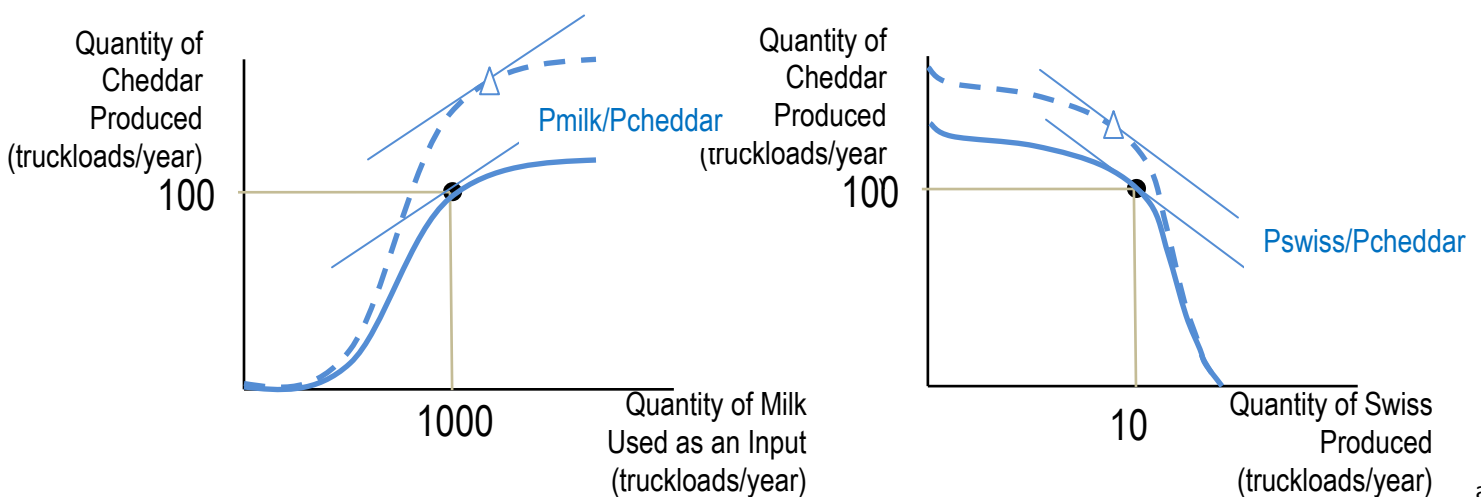 Quantity of
Cheddar
Produced
(truckloads/year)
100
Pmilk/Pcheddar
1000
Quantity of Milk
Used as an Input
(truckloads/year)
Quantity of
Cheddar
Produced
(truckloads/year
100
Pswiss/Pcheddar
10
Quantity of Swiss
Produced
(truckloads/year)